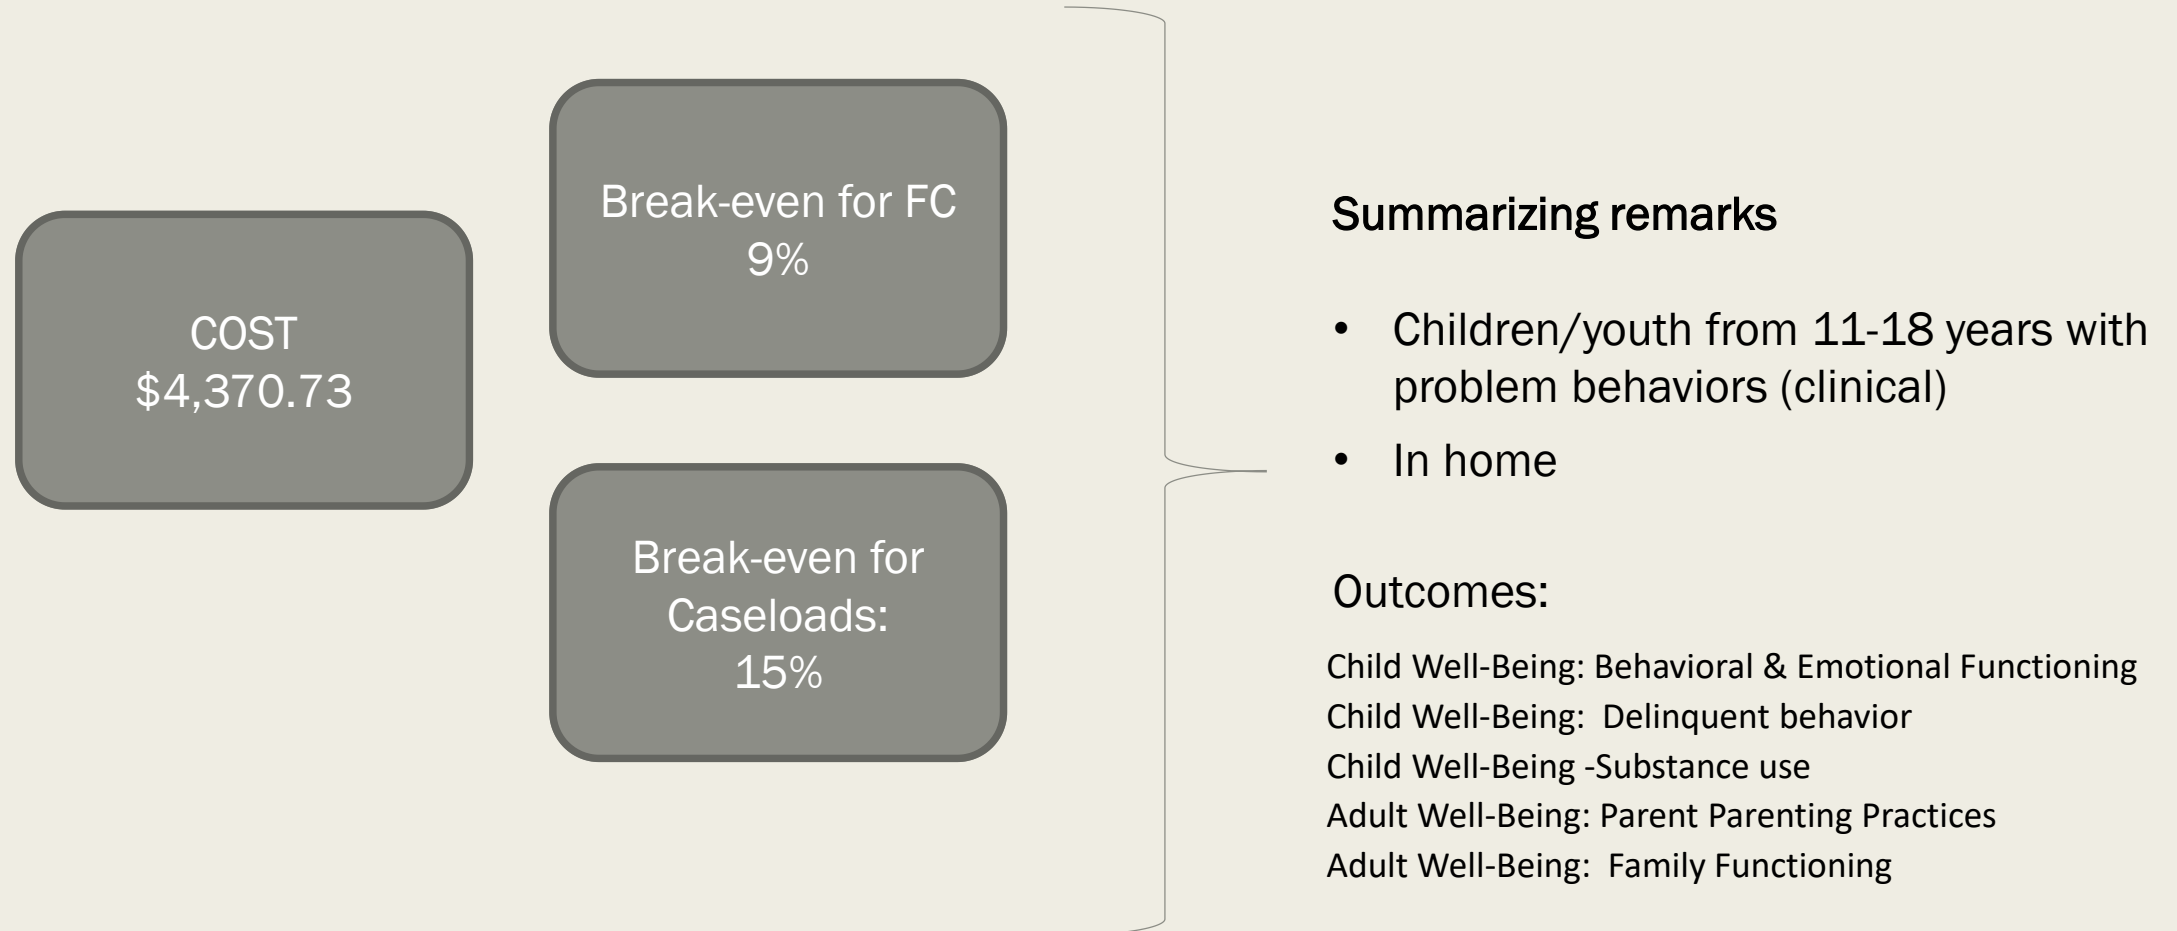 COST
$4,370.73
Break-even for FC
9%
Break-even for
Caseloads:
15%
Summarizing remarks
• Children/youth from 11-18 years with
problem behaviors (clinical)
• In home
Outcomes:
Child Well-Being: Behavioral & Emotional Functioning
Child Well-Being:  Delinquent behavior
Child Well-Being -Substance use
Adult Well-Being: Parent Parenting Practices
Adult Well-Being:  Family Functioning